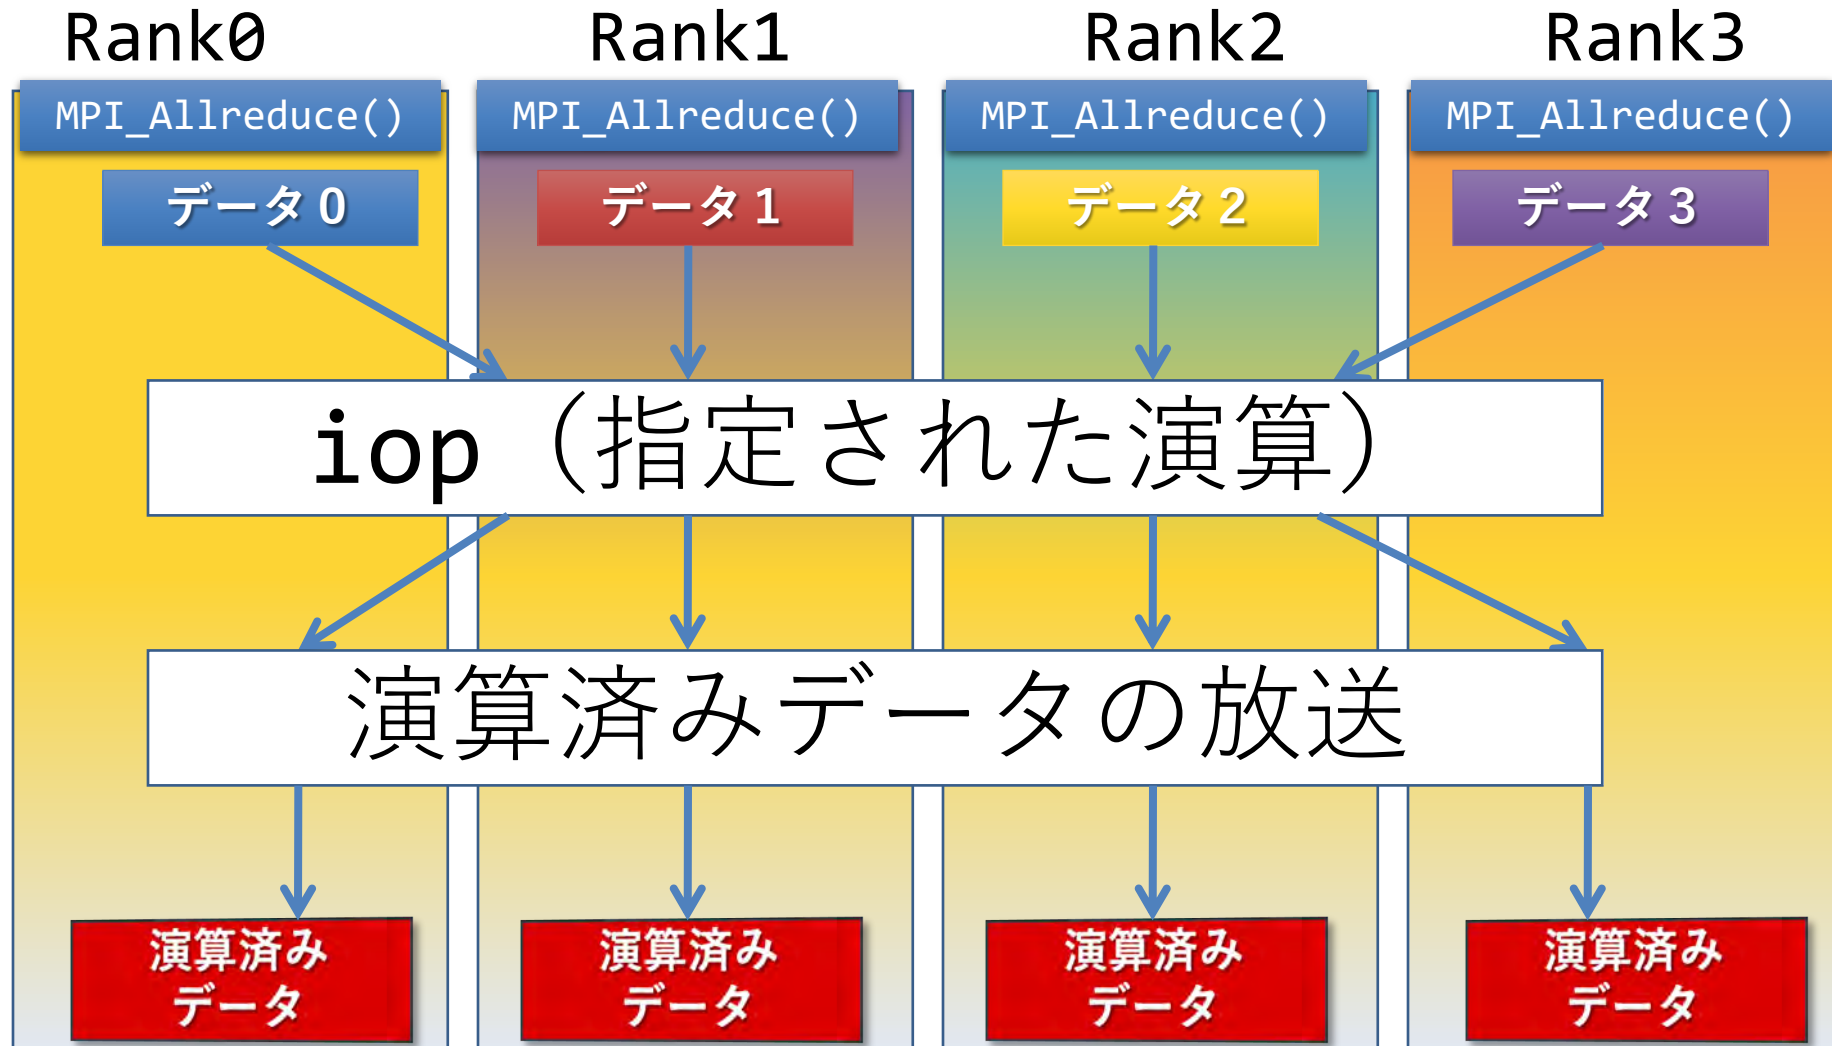 Rank0 Rank1 Rank2 Rank3
MPI_Allreduce() MPI_Allreduce() MPI_Allreduce() MPI_Allreduce()
データ0 データ1 データ2 データ3
iop（指定された演算）
演算済みデータの放送
演算済み
データ
演算済み
データ
演算済み
データ
演算済み
データ